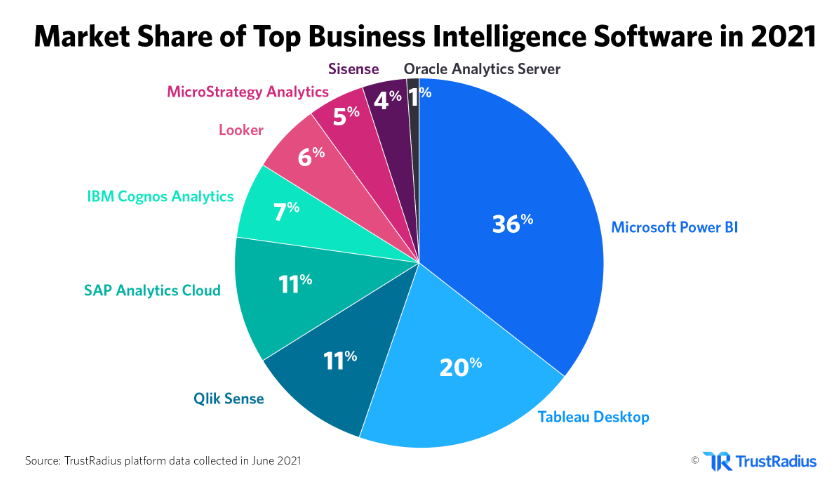 Market Share of Top Business Intelligence Software in 2021
Sisense
Oracle Analytics Server
MicroStrategy Analytics
Looker
IBM Cognos Analytics
SAP Analytics Cloud
Qlik Sense
Tableau Desktop
Microsoft Power BI
4%
1%
5%
6%
7%
11%
11%
20%
36%
Source: TrustRadius platform data collected in June 2021
© TR TrustRadius